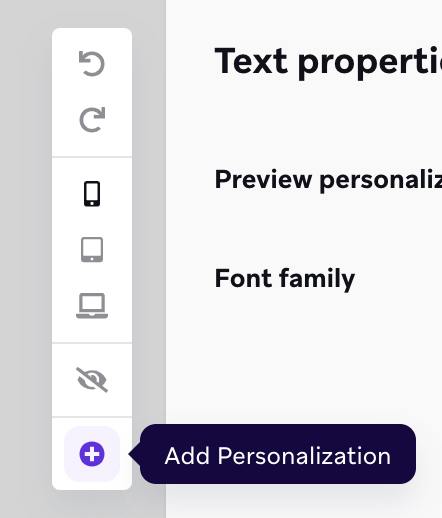 Text properti
Preview personaliz
Font family
Add Personalization